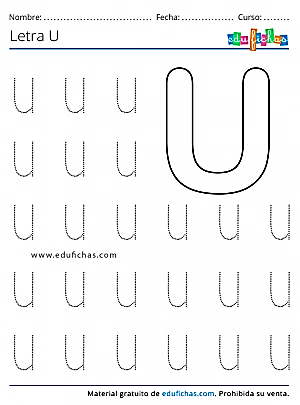 Nombre: ........................... Fecha: ............... Curso: .......
Letra U
edufichas
u u u
U
u u u
u u u u u u
www.edufichas.com
u u u u u u
u u u u u u
Material gratuito de edufichas.com. Prohibida su venta.